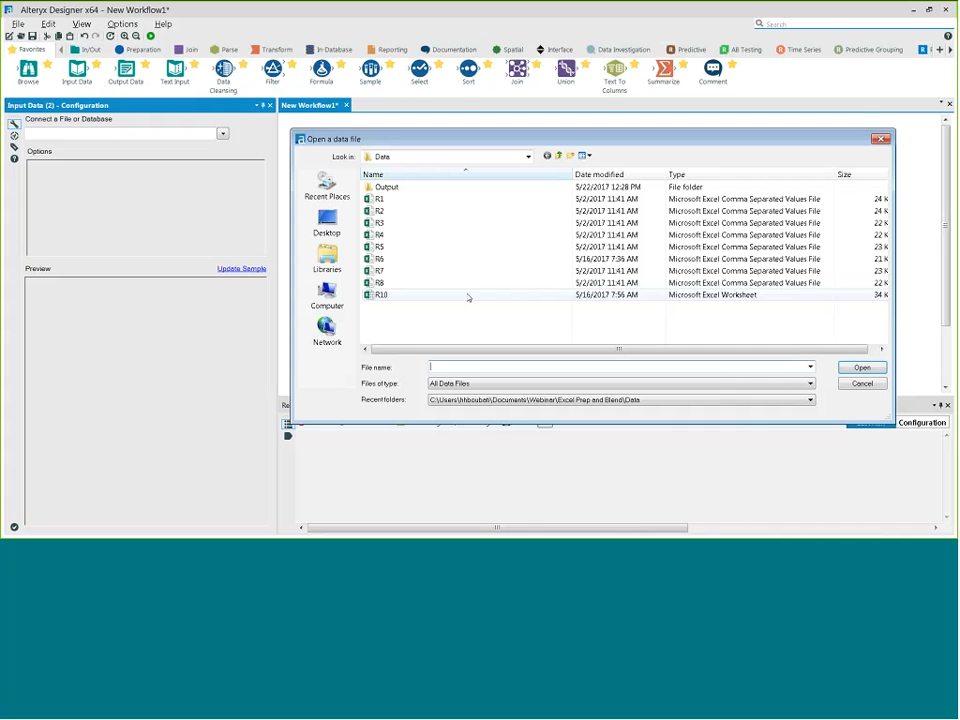 Alteryx Designer x64 - New Workflow1*
File Edit View Options Help
Search
Favorites In/Out Preparation Join Parse Transform In-Database Reporting Documentation Spatial Interface Data Investigation Predictive AB Testing Time Series Predictive Grouping
Browse Input Data Output Data Text Input Data Cleansing Filter Formula Sample Select Sort Join Union Text To Columns Summarize Comment
Input Data (2) - Configuration
New Workflow1*
Connect a File or Database
Options
Preview
Update Sample
Open a data file
Look in: Data
Name Date modified Type Size
Output 5/22/2017 12:28 PM File folder
R1 5/2/2017 11:41 AM Microsoft Excel Comma Separated Values File 24 K
R2 5/2/2017 11:41 AM Microsoft Excel Comma Separated Values File 24 K
R3 5/2/2017 11:41 AM Microsoft Excel Comma Separated Values File 22 K
R4 5/2/2017 11:41 AM Microsoft Excel Comma Separated Values File 22 K
R5 5/2/2017 11:41 AM Microsoft Excel Comma Separated Values File 23 K
R6 5/16/2017 7:36 AM Microsoft Excel Comma Separated Values File 21 K
R7 5/2/2017 11:41 AM Microsoft Excel Comma Separated Values File 23 K
R8 5/2/2017 11:41 AM Microsoft Excel Comma Separated Values File 22 K
R10 5/16/2017 7:56 AM Microsoft Excel Worksheet 34 K
Recent Places
Desktop
Libraries
Computer
Network
File name: Open
Files of type: All Data Files Cancel
Recent folders: C:\Users\hhboubati\Documents\Webinar\Excel Prep and Blend\Data
Configuration